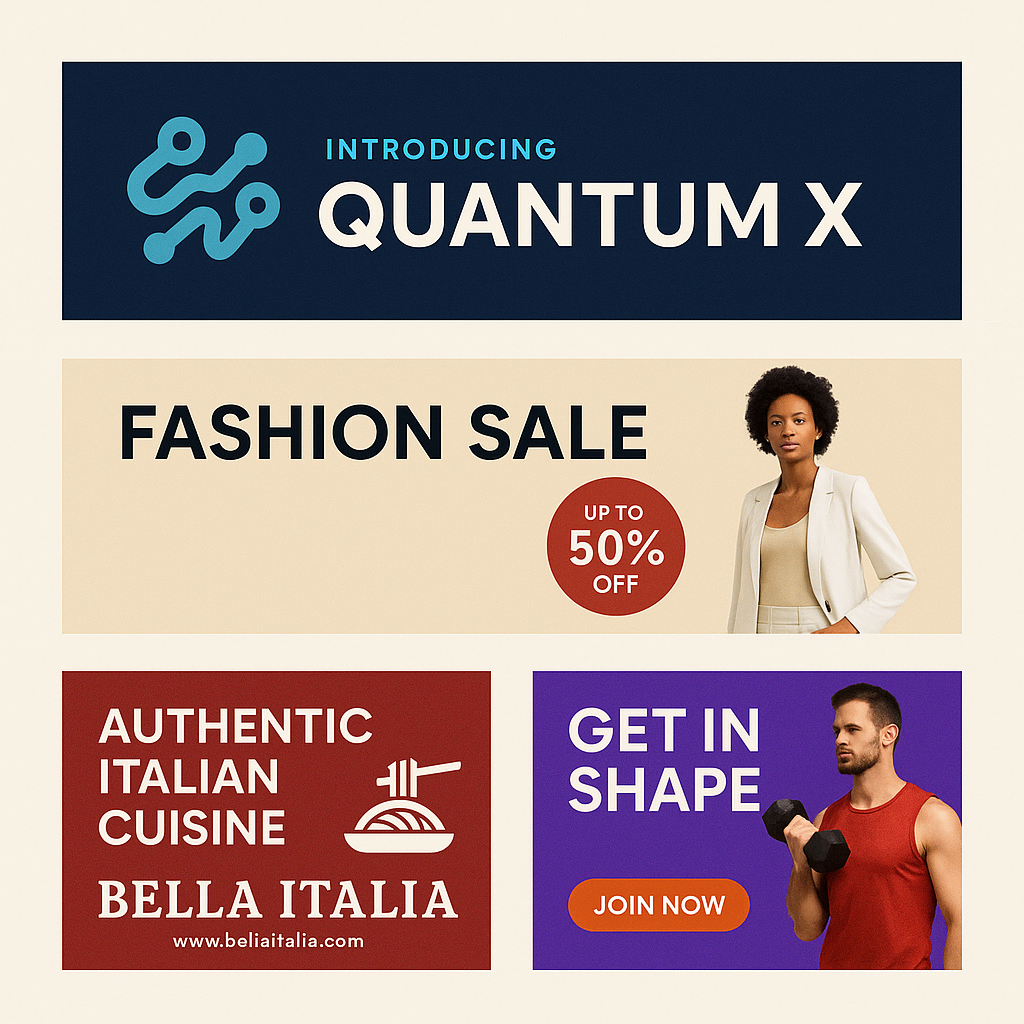 INTRODUCING
QUANTUM X
FASHION SALE
UP TO
50%
OFF
AUTHENTIC
ITALIAN
CUISINE
BELLA ITALIA
www.beliaitalia.com
GET IN
SHAPE
JOIN NOW